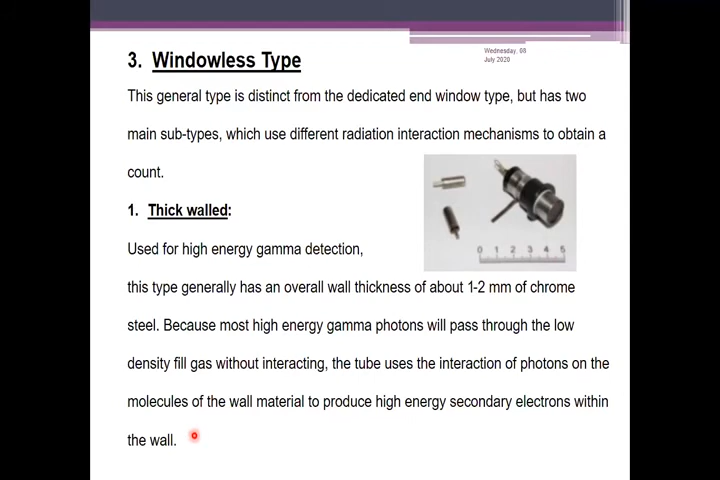 Wednesday, 08
July 2020
3. Windowless Type
This general type is distinct from the dedicated end window type, but has two
main sub-types, which use different radiation interaction mechanisms to obtain a
count.
1. Thick walled:
Used for high energy gamma detection,
0 1 2 3 4 5
this type generally has an overall wall thickness of about 1-2 mm of chrome
steel. Because most high energy gamma photons will pass through the low
density fill gas without interacting, the tube uses the interaction of photons on the
molecules of the wall material to produce high energy secondary electrons within
the wall.